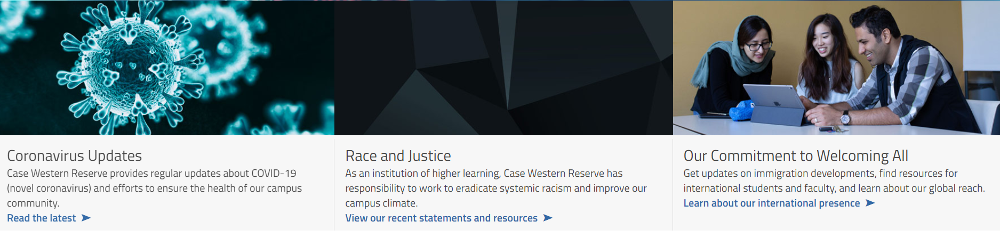 Coronavirus Updates
Case Western Reserve provides regular updates about COVID-19
(novel coronavirus) and efforts to ensure the health of our campus
community.
Read the latest ➤
Race and Justice
As an institution of higher learning, Case Western Reserve has
responsibility to work to eradicate systemic racism and improve our
campus climate.
View our recent statements and resources ➤
Our Commitment to Welcoming All
Get updates on immigration developments, find resources for
international students and faculty, and learn about our global reach.
Learn about our international presence ➤